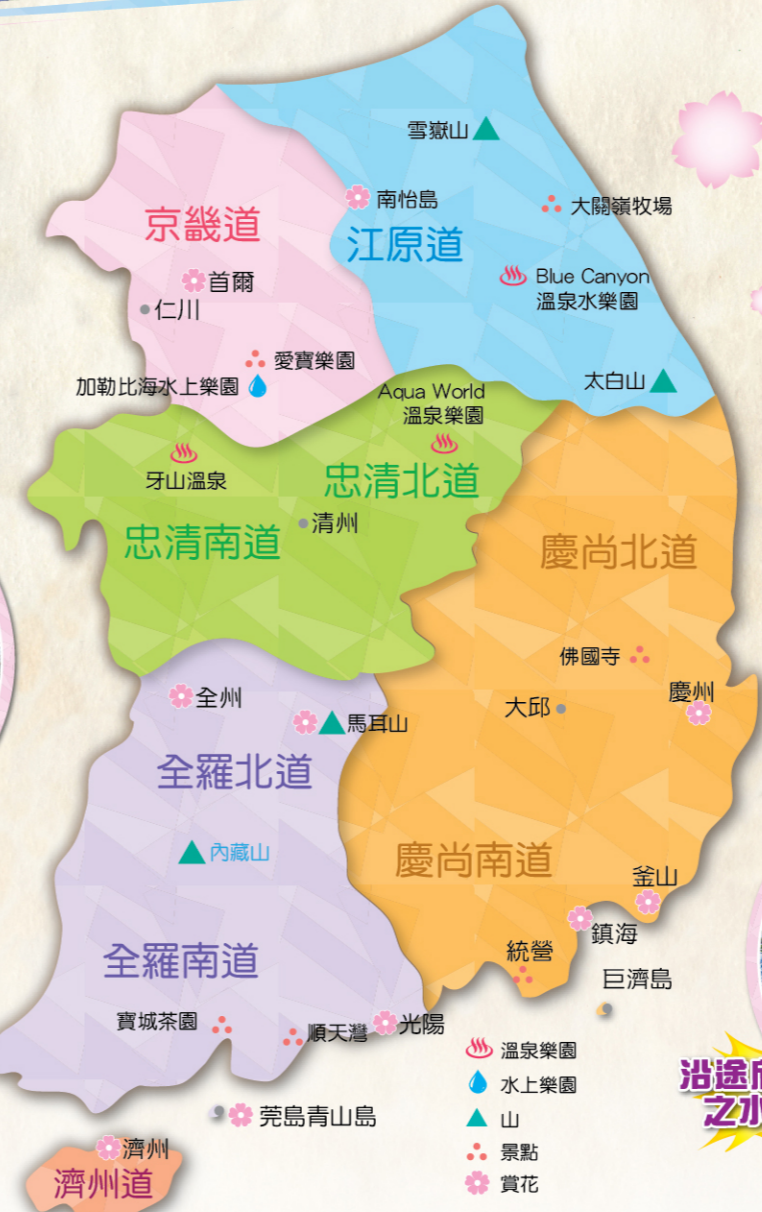 雪嶽山
南怡島
大關嶺牧場
京畿道
江原道
首爾
Blue Canyon
溫泉水樂園
仁川
愛寶樂園
加勒比海水上樂園
太白山
Aqua World
溫泉樂園
牙山溫泉
忠清北道
清州
忠清南道
慶尚北道
佛國寺
全州
慶州
大邱
馬耳山
全羅北道
內藏山
慶尚南道
釜山
鎮海
統營
全羅南道
巨濟島
寶城茶園
順天灣
光陽
溫泉樂園
水上樂園
山
景點
賞花
莞島青山島
濟州
濟州道
沿途
之水